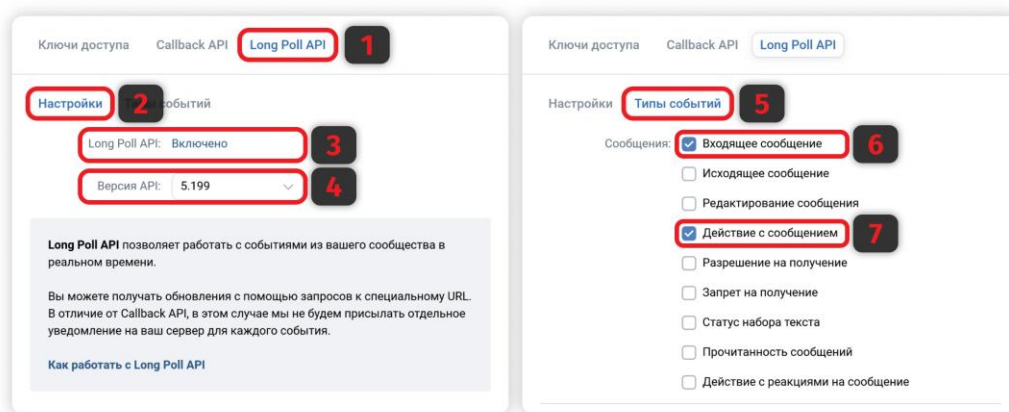 Ключи доступа Callback API Long Poll API 1
Настройки 2 событий
Long Poll API: Включено 3
Версия API: 5.199 4
Long Poll API позволяет работать с событиями из вашего сообщества в
реальном времени.
Вы можете получать обновления с помощью запросов к специальному URL.
В отличие от Callback API, в этом случае мы не будем присылать отдельное
уведомление на ваш сервер для каждого события.
Как работать с Long Poll API
Ключи доступа Callback API Long Poll API
Настройки Типы событий 5
Сообщения: Входящее сообщение 6
Исходящее сообщение
Редактирование сообщения
Действие с сообщением 7
Разрешение на получение
Запрет на получение
Статус набора текста
Прочитанность сообщений
Действие с реакциями на сообщение